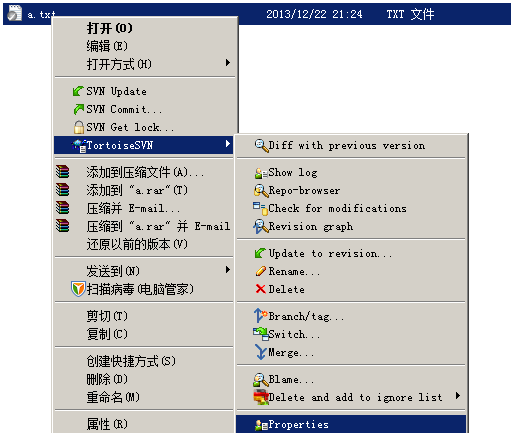 a.txt 2013/12/22 21:24 TXT 文件
打开(O)
编辑(E)
打开方式(H)
SVN Update
SVN Commit...
SVN Get lock...
TortoiseSVN
添加到压缩文件(A)...
添加到 "a.rar"(T)
压缩并 E-mail...
压缩到 "a.rar" 并 E-mail
还原以前的版本(V)
发送到(N)
扫描病毒(电脑管家)
剪切(T)
复制(C)
创建快捷方式(S)
删除(D)
重命名(M)
属性(R)
Diff with previous version
Show log
Repo-browser
Check for modifications
Revision graph
Update to revision...
Rename...
Delete
Branch/tag...
Switch...
Merge...
Blame...
Delete and add to ignore list
Properties